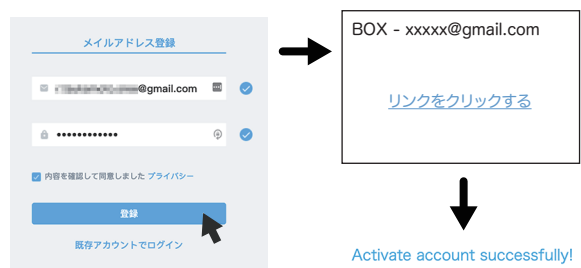 メイルアドレス登録
@gmail.com
••••••••••••
内容を確認して同意しました プライバシー
登録
既存アカウントでログイン
BOX - xxxxx@gmail.com
リンクをクリックする
Activate account successfully!